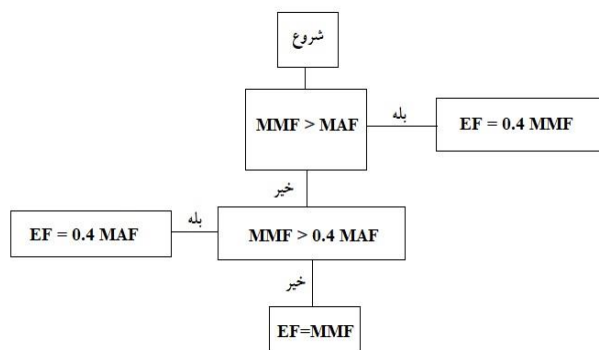 شروع
MMF > MAF
بله
EF = 0.4 MMF
خیر
MMF > 0.4 MAF
بله
EF = 0.4 MAF
خیر
EF=MMF